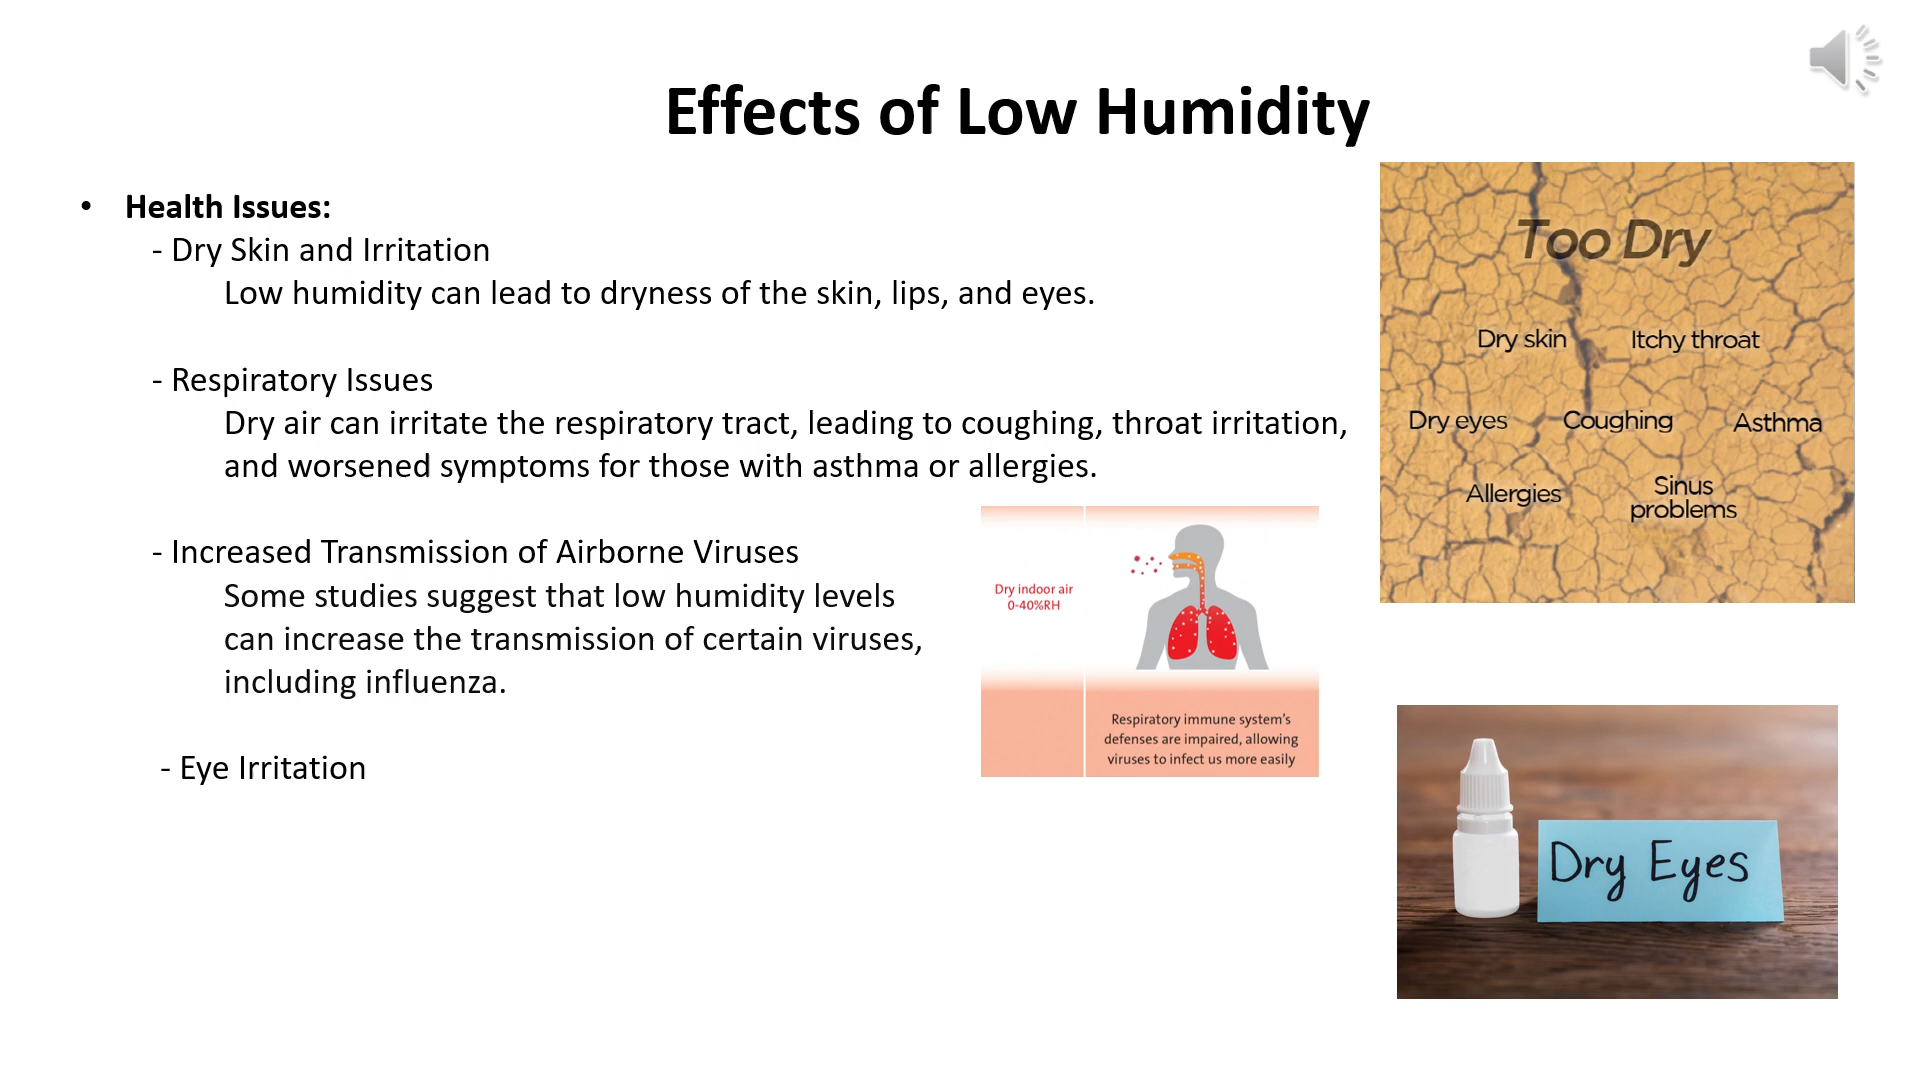 Effects of Low Humidity
• Health Issues:
- Dry Skin and Irritation
Low humidity can lead to dryness of the skin, lips, and eyes.
- Respiratory Issues
Dry air can irritate the respiratory tract, leading to coughing, throat irritation,
and worsened symptoms for those with asthma or allergies.
- Increased Transmission of Airborne Viruses
Some studies suggest that low humidity levels
can increase the transmission of certain viruses,
including influenza.
- Eye Irritation
Dry indoor air
0-40%RH
Respiratory immune system's
defenses are impaired, allowing
viruses to infect us more easily
Too Dry
Dry skin
Itchy throat
Dry eyes
Coughing
Asthma
Allergies
Sinus
problems
Dry Eyes